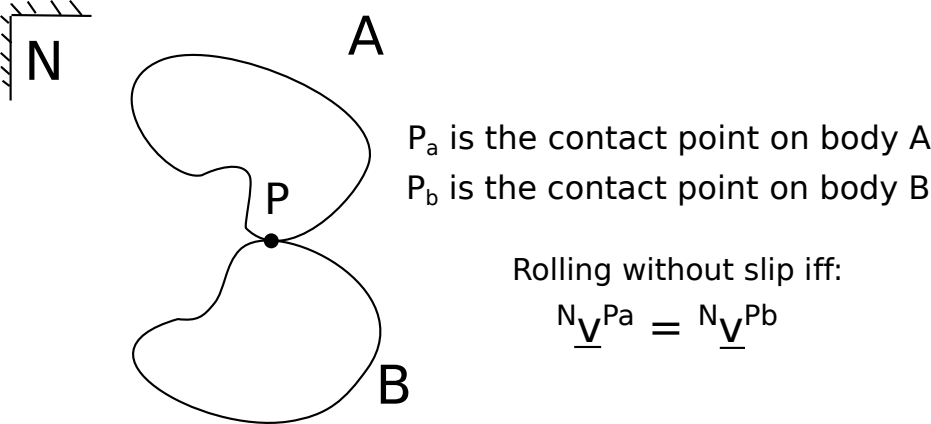 N
A
Pa is the contact point on body A
Pb is the contact point on body B
P
Rolling without slip iff:
NvPa = NvPb
B